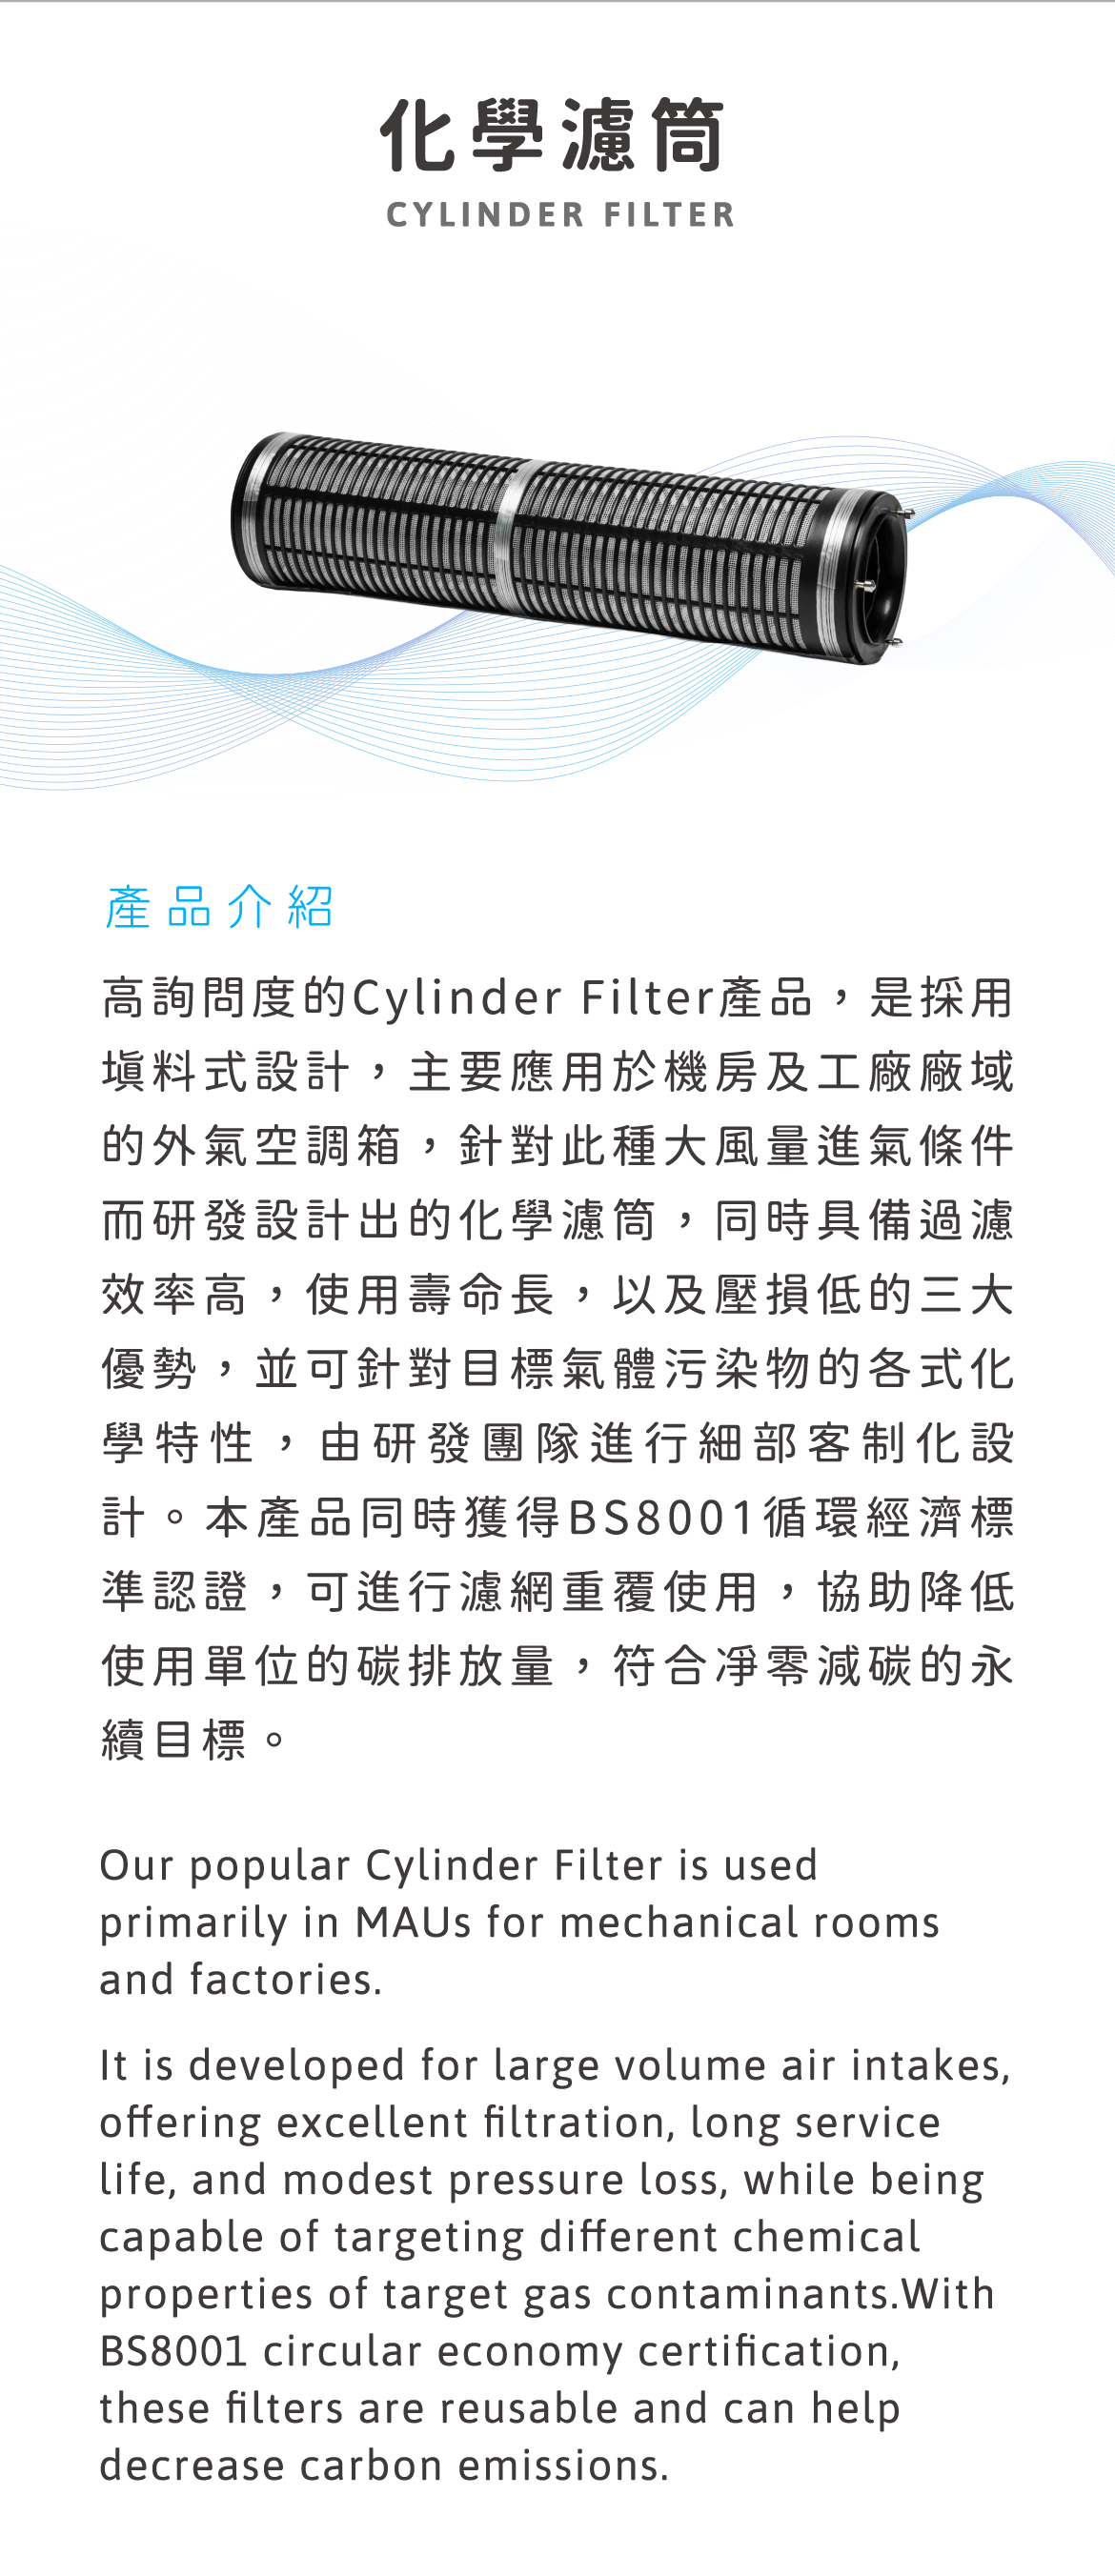 化學濾筒
CYLINDER FILTER
產品介紹
高詢問度的Cylinder Filter產品，是採用
填料式設計，主要應用於機房及工廠廠域
的外氣空調箱，針對此種大風量進氣條件
而研發設計出的化學濾筒，同時具備過濾
效率高，使用壽命長，以及壓損低的三大
優勢，並可針對目標氣體污染物的各式化
學特性，由研發團隊進行細部客制化設
計。本產品同時獲得BS8001循環經濟標
準認證，可進行濾網重覆使用，協助降低
使用單位的碳排放量，符合凈零減碳的永
續目標。
Our popular Cylinder Filter is used
primarily in MAUs for mechanical rooms
and factories.
It is developed for large volume air intakes,
offering excellent filtration, long service
life, and modest pressure loss, while being
capable of targeting different chemical
properties of target gas contaminants.With
BS8001 circular economy certification,
these filters are reusable and can help
decrease carbon emissions.